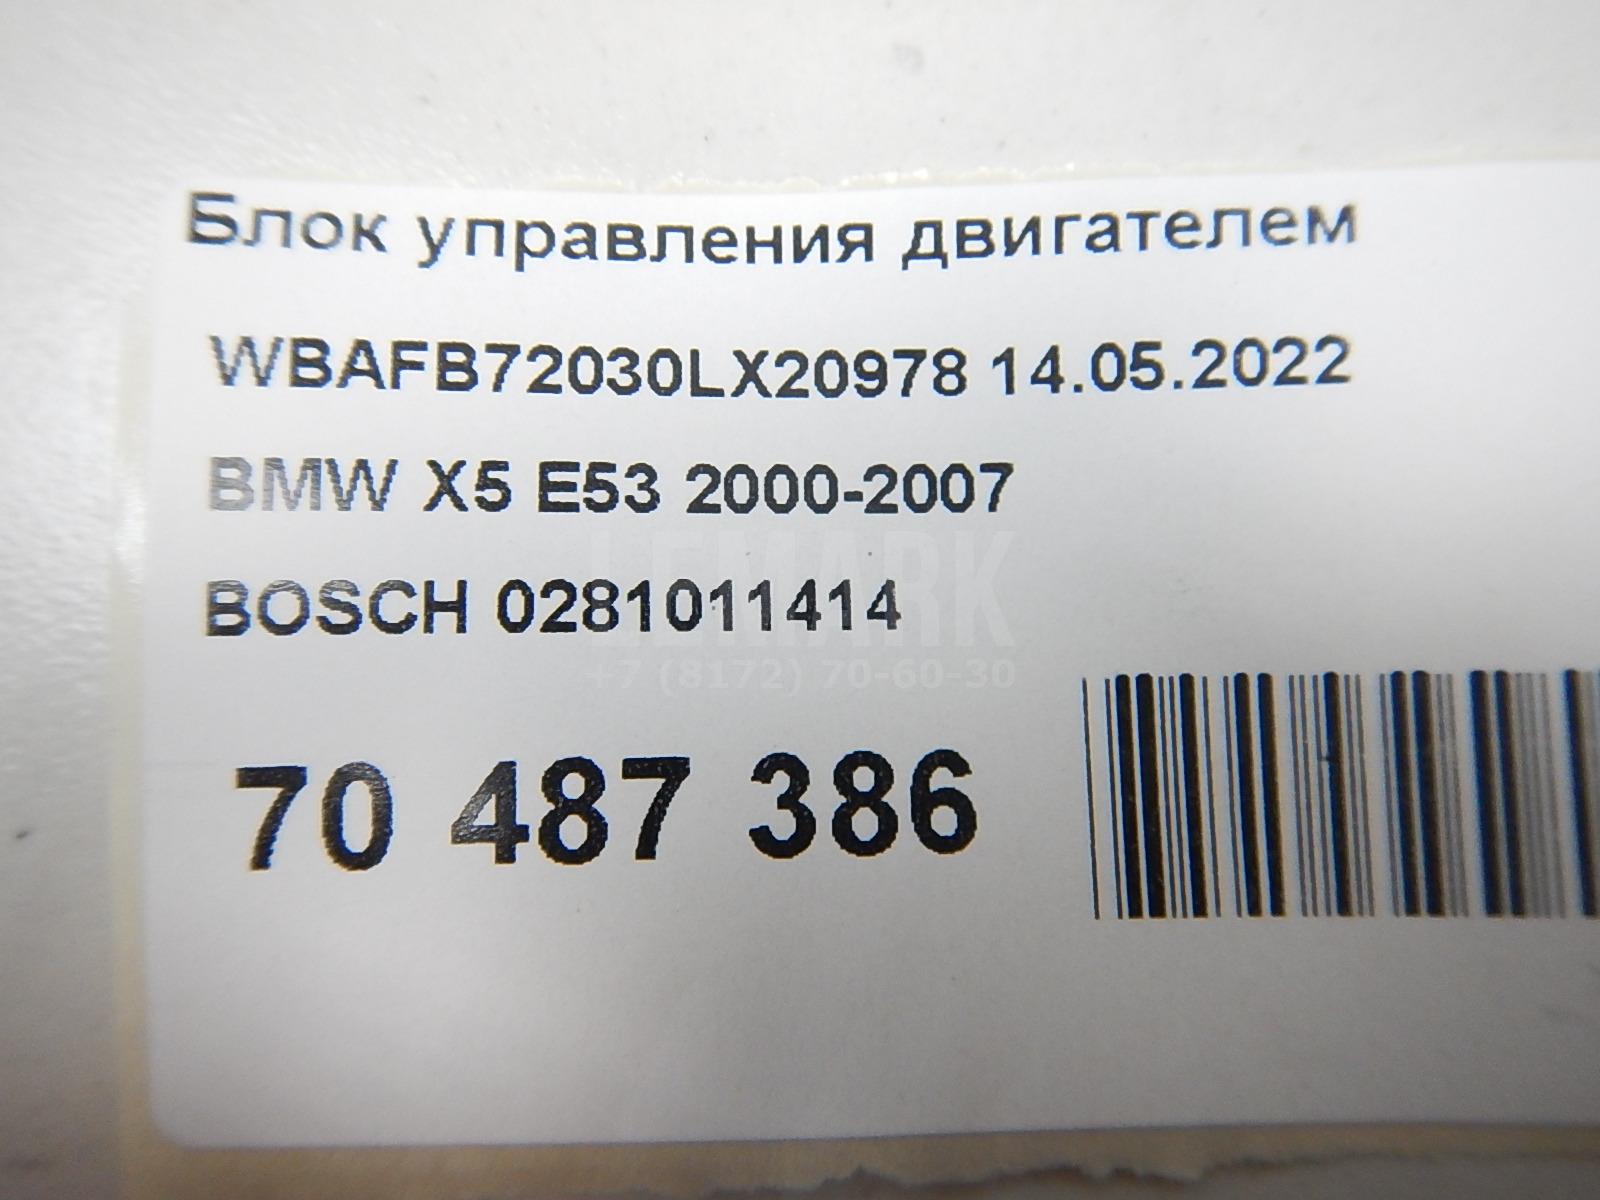 Блок управления двигателем
WBAFB72030LX20978 14.05.2022
BMW X5 E53 2000-2007
BOSCH 0281011414
LEMARK
+7 (8172) 70-60-30
70 487 386